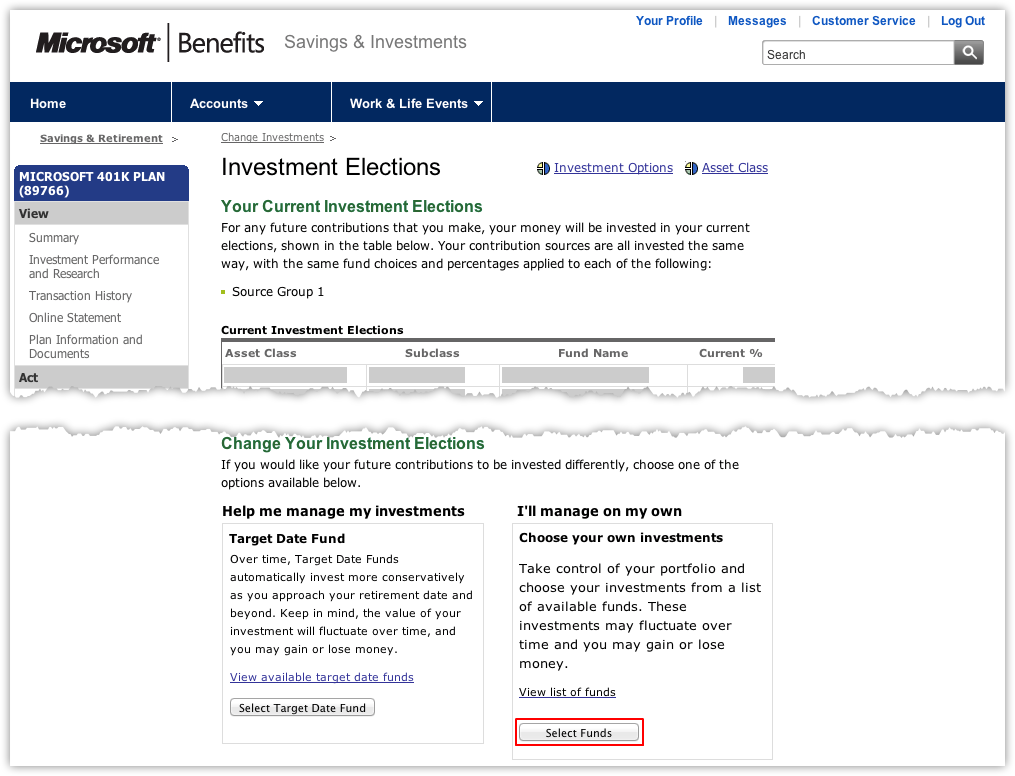 Your Profile | Messages | Customer Service | Log Out
Microsoft® | Benefits Savings & Investments
Search
Home Accounts Work & Life Events
Savings & Retirement >
MICROSOFT 401K PLAN
(89766)
View
Summary
Investment Performance
and Research
Transaction History
Online Statement
Plan Information and
Documents
Act
Change Investments >
Investment Elections
Investment Options Asset Class
Your Current Investment Elections
For any future contributions that you make, your money will be invested in your current
elections, shown in the table below. Your contribution sources are all invested the same
way, with the same fund choices and percentages applied to each of the following:
Source Group 1
Current Investment Elections
Asset Class Subclass Fund Name Current %
Change Your Investment Elections
If you would like your future contributions to be invested differently, choose one of the
options available below.
Help me manage my investments
Target Date Fund
Over time, Target Date Funds
automatically invest more conservatively
as you approach your retirement date and
beyond. Keep in mind, the value of your
investment will fluctuate over time, and
you may gain or lose money.
View available target date funds
Select Target Date Fund
I'll manage on my own
Choose your own investments
Take control of your portfolio and
choose your investments from a list
of available funds. These
investments may fluctuate over
time and you may gain or lose
money.
View list of funds
Select Funds